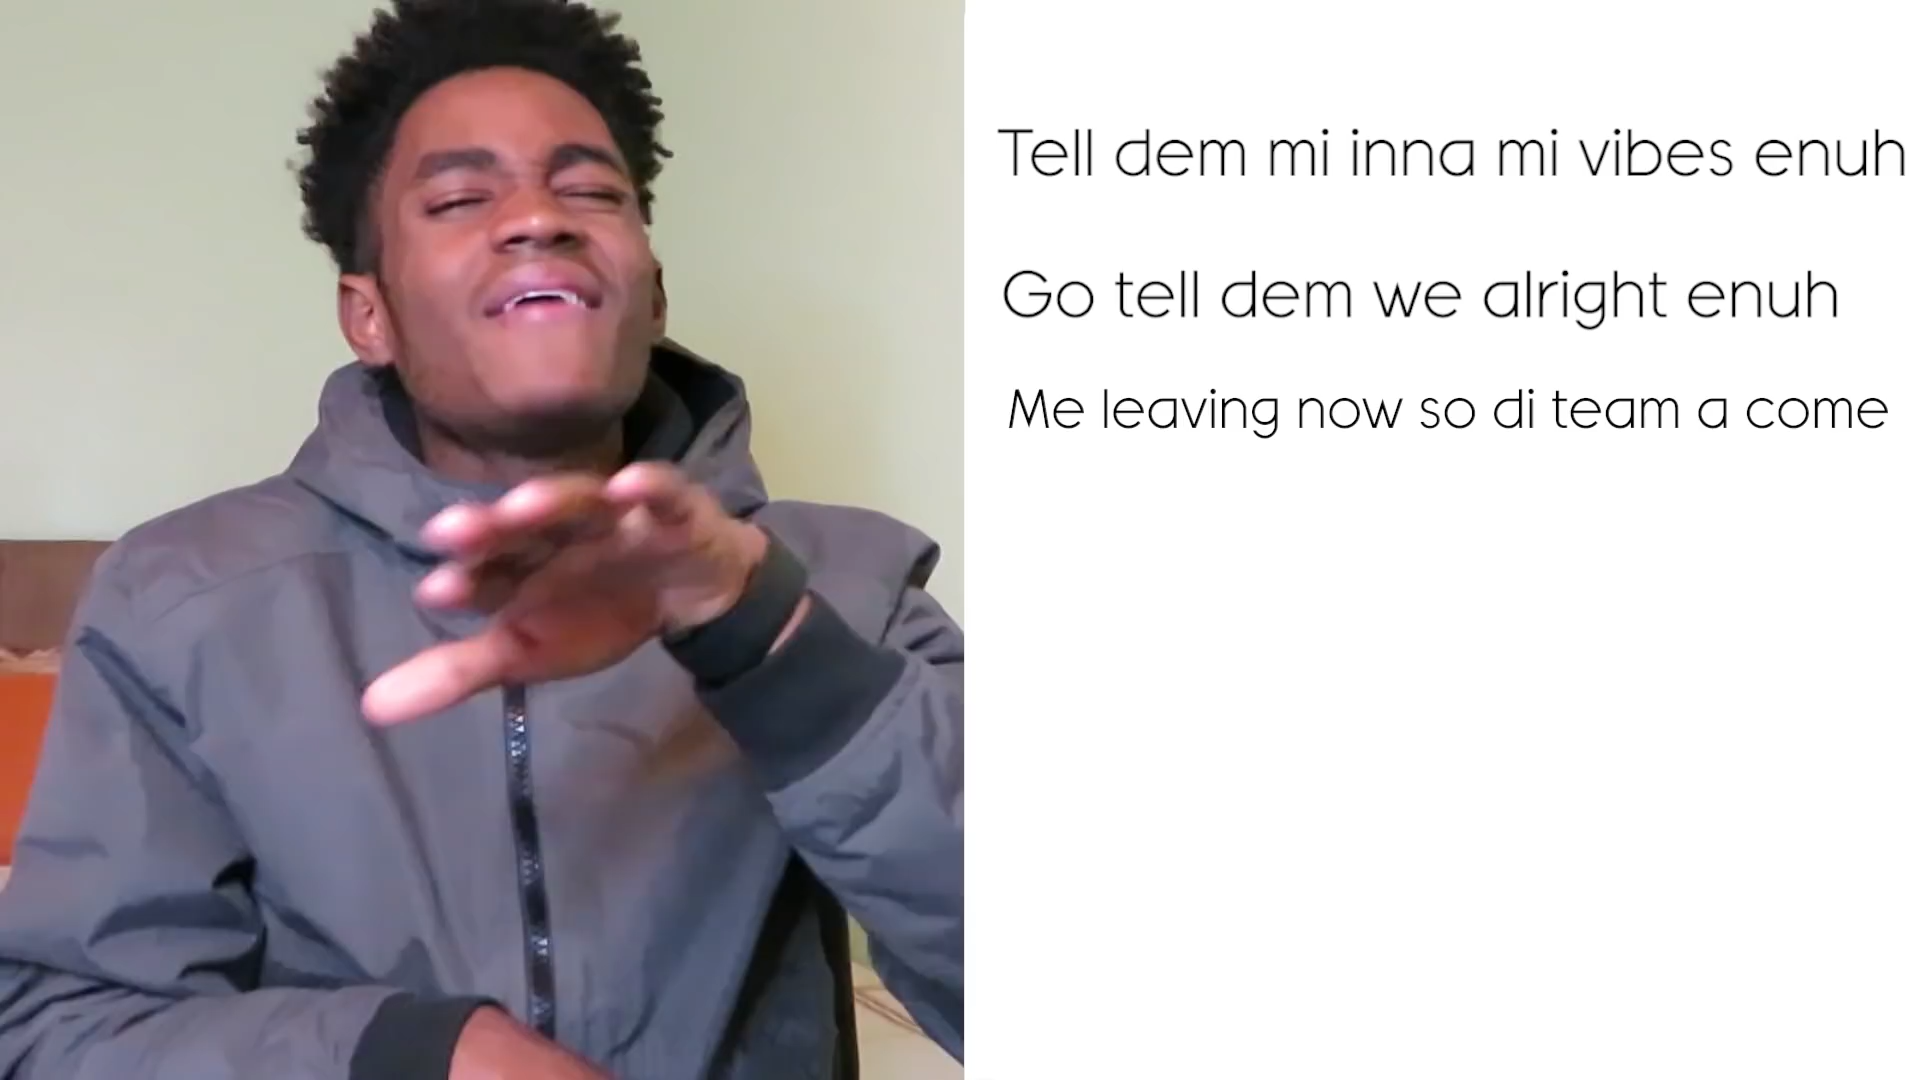 Tell dem mi inna mi vibes enuh
Go tell dem we alright enuh
Me leaving now so di team a come